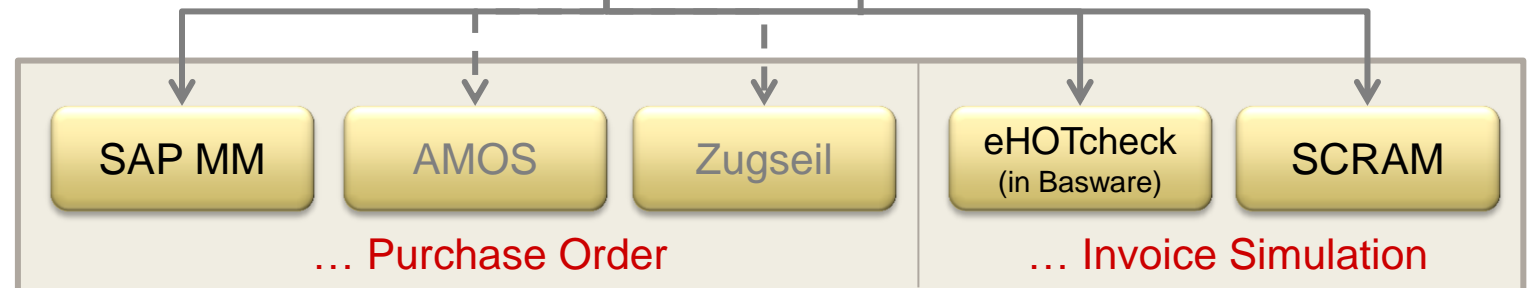 SAP MM
AMOS
Zugseil
eHOTcheck
(in Basware)
SCRAM
… Purchase Order
… Invoice Simulation